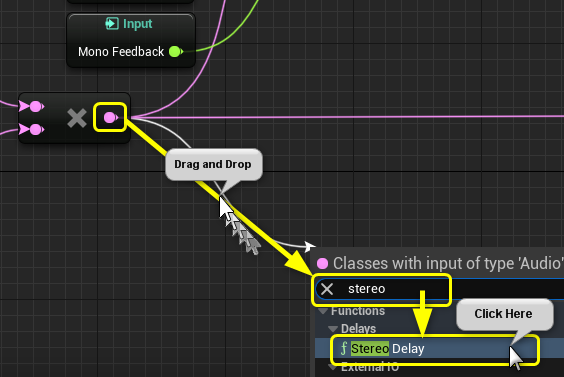 Input
Mono Feedback
Drag and Drop
Classes with input of type 'Audio'
stereo
Click Here
Functions
Delays
f Stereo Delay
External IO